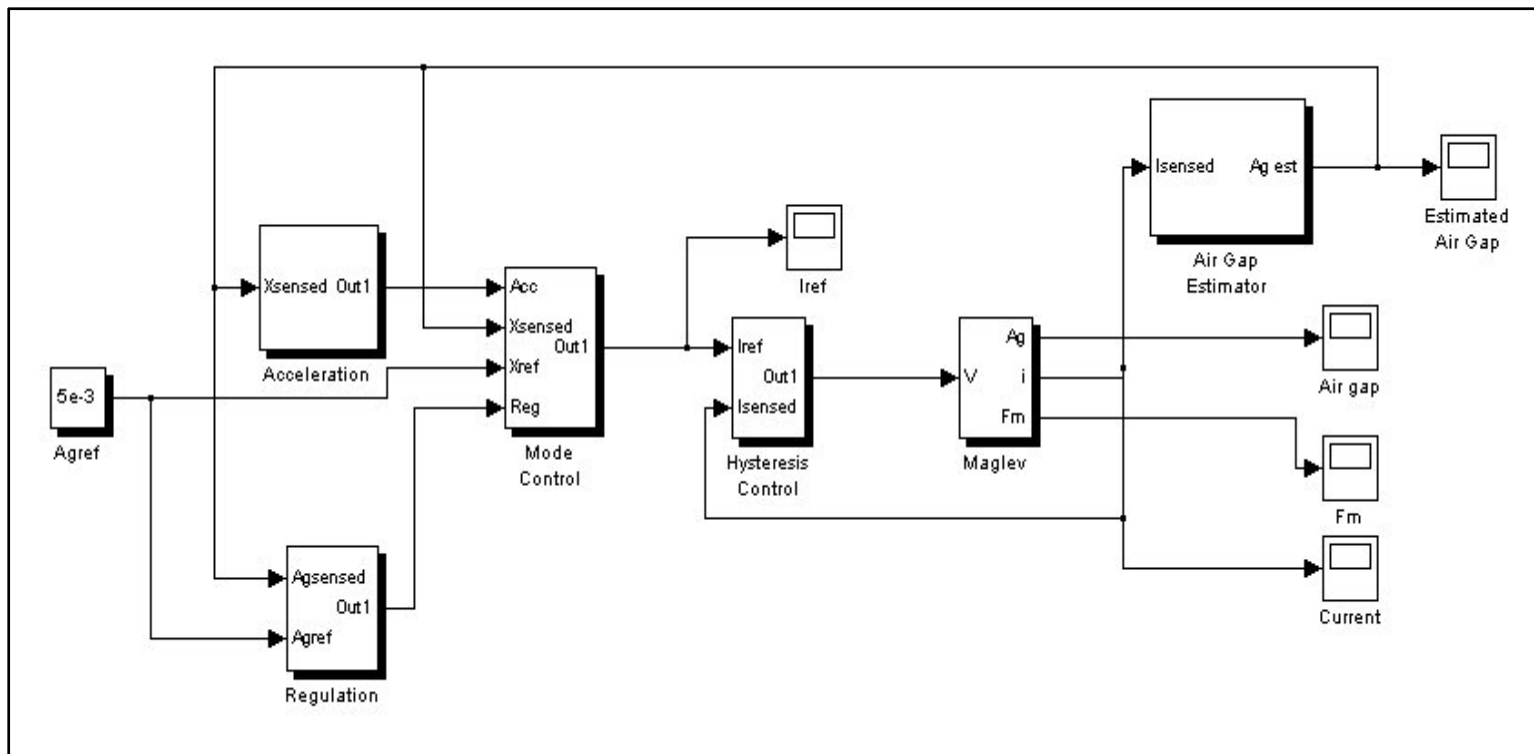 Isensed
Ag est
Estimated
Air Gap
Air Gap
Estimator
Xsensed
Out1
Acceleration
Acc
Xsensed
Out1
Xref
Reg
Mode
Control
Iref
Iref
Out1
Isensed
Hysteresis
Control
V
Ag
i
Fm
Maglev
Air gap
Fm
Current
5e-3
Agref
Agsensed
Out1
Agref
Regulation